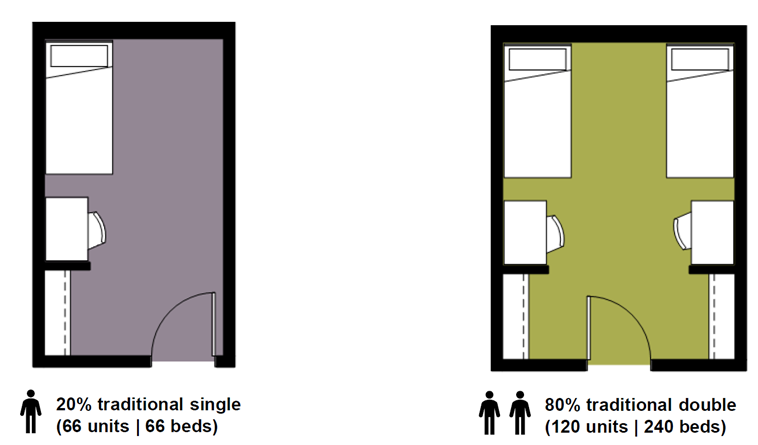 20% traditional single
(66 units | 66 beds)
80% traditional double
(120 units | 240 beds)